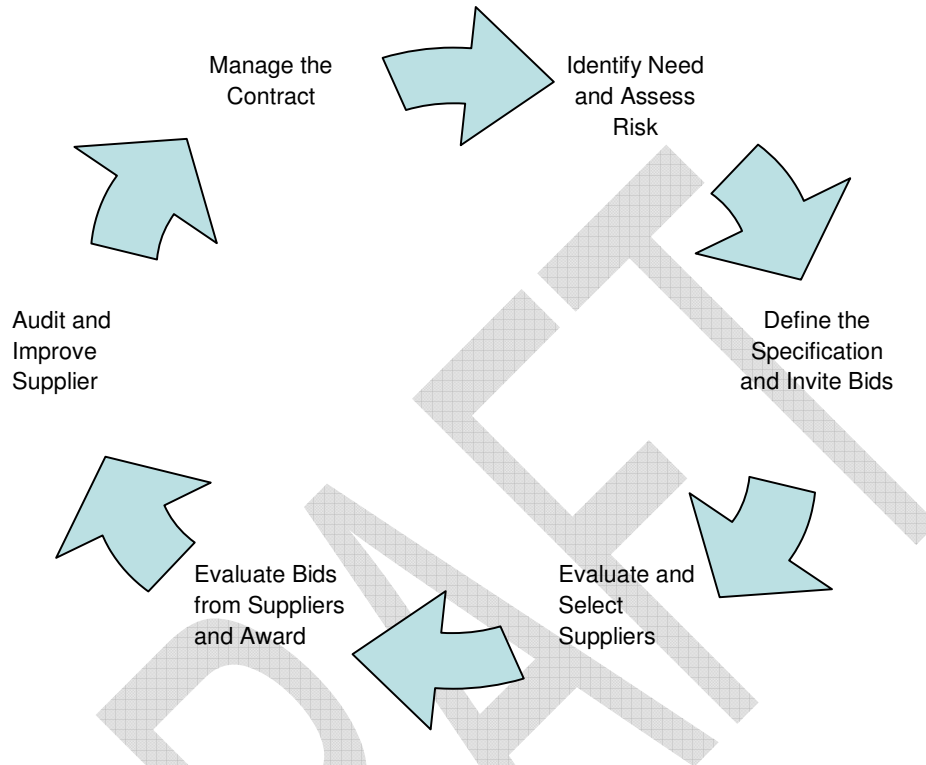 Manage the
Contract
Identify Need
and Assess
Risk
Define the
Specification
and Invite Bids
Evaluate and
Select
Suppliers
Evaluate Bids
from Suppliers
and Award
Audit and
Improve
Supplier
DRAFT